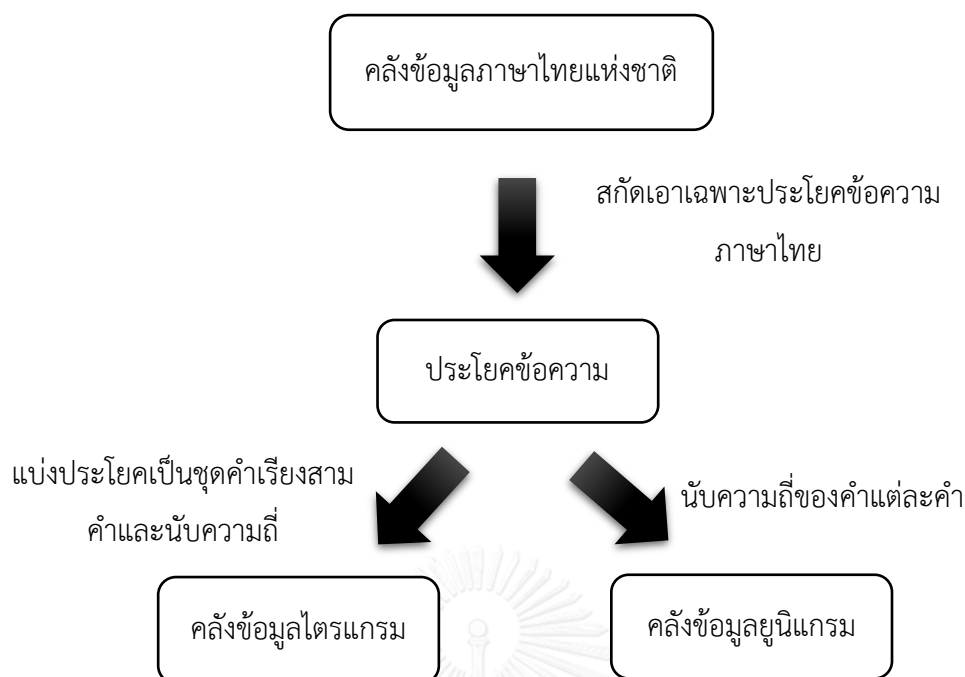 คลังข้อมูลภาษาไทยแห่งชาติ
สกัดเอาเฉพาะประโยคข้อความ
ภาษาไทย
ประโยคข้อความ
แบ่งประโยคเป็นชุดคำเรียงสาม
คำและนับความถี่
นับความถี่ของคำแต่ละคำ
คลังข้อมูลไตรแกรม
คลังข้อมูลยูนิแกรม